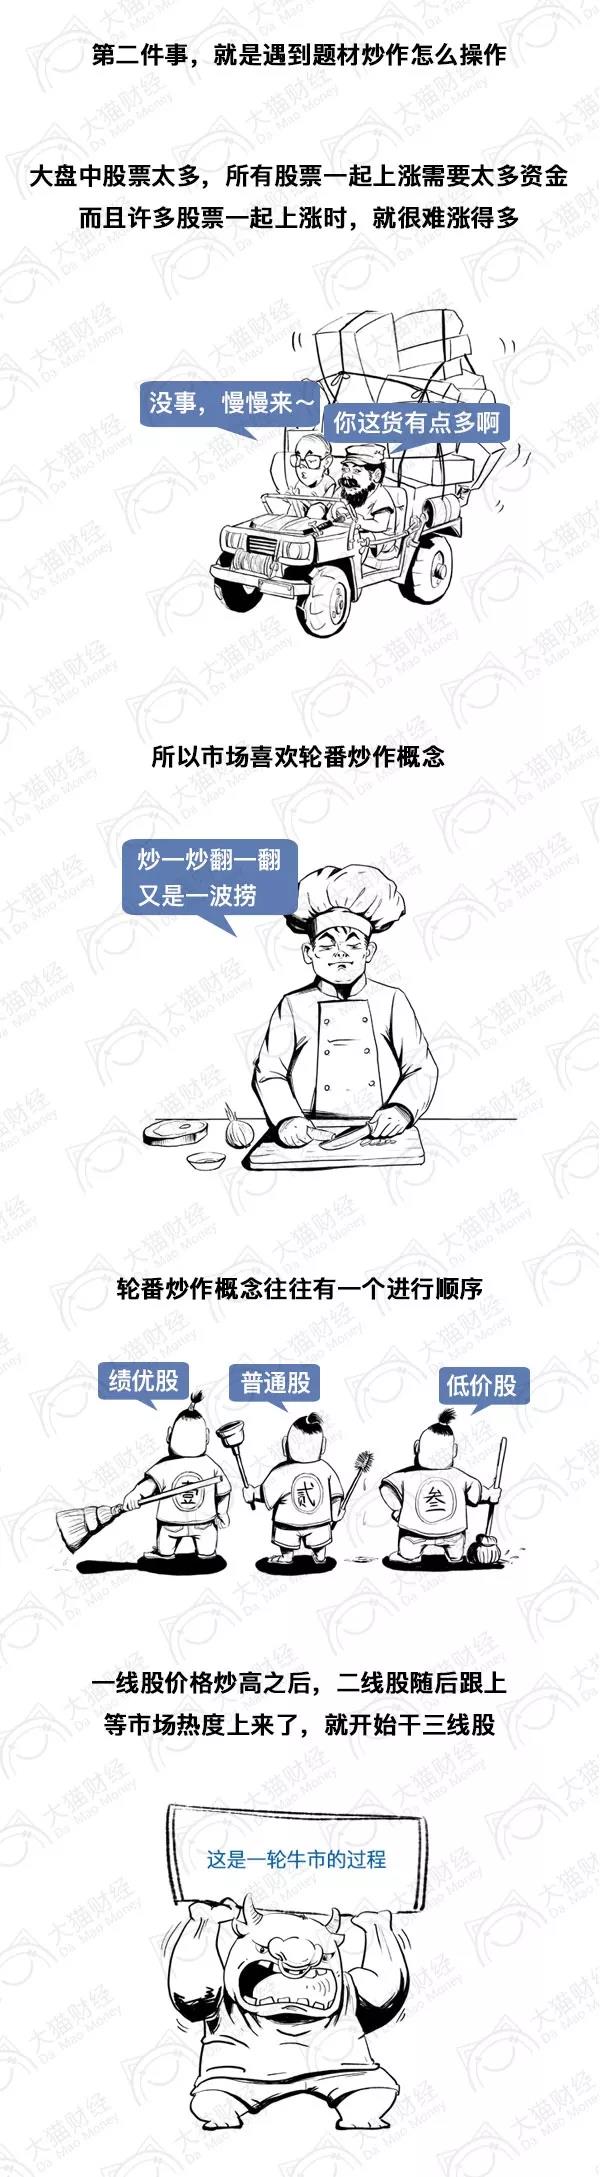 第二件事，就是遇到题材炒作怎么操作
大盘中股票太多，所有股票一起上涨需要太多资金
而且许多股票一起上涨时，就很难涨得多
没事，慢慢来～
你这货有点多啊
所以市场喜欢轮番炒作概念
炒一炒翻一翻
又是一波捞
轮番炒作概念往往有一个进行顺序
绩优股
普通股
低价股
壹
贰
叁
一线股价格炒高之后，二线股随后跟上
等市场热度上来了，就开始干三线股
这是一轮牛市的过程
大猫财经
Da Mao Money